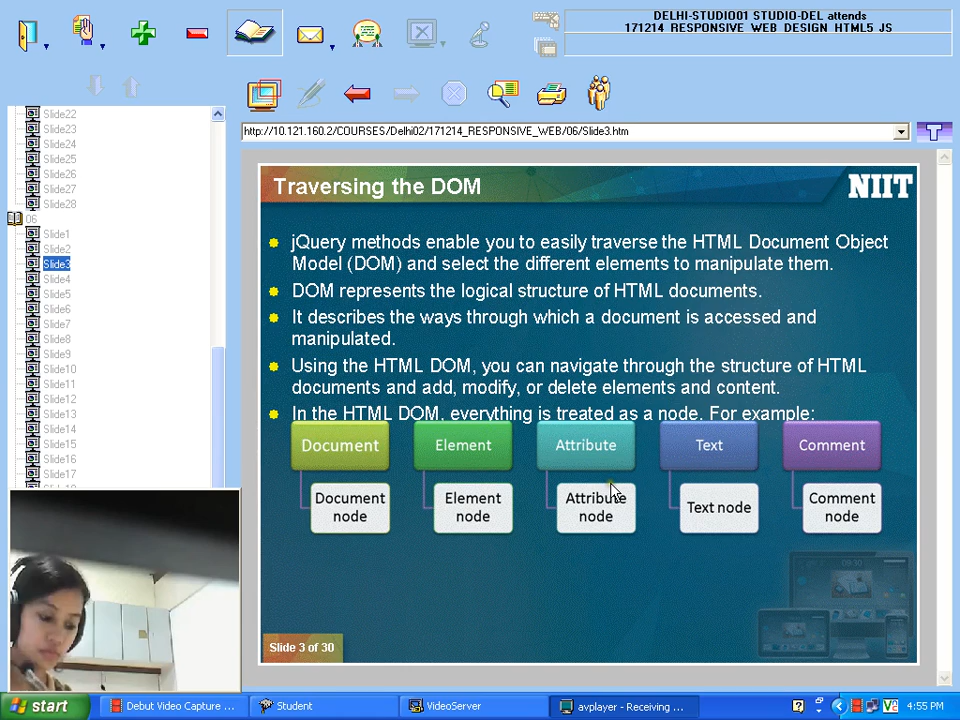 DELHI-STUDIO01 STUDIO-DEL attends
171214_RESPONSIVE_WEB_DESIGN_HTML5_JS
Slide22
Slide23
Slide24
Slide25
Slide26
Slide27
Slide28
06
Slide1
Slide2
Slide3
Slide4
Slide5
Slide6
Slide7
Slide8
Slide9
Slide10
Slide11
Slide12
Slide13
Slide14
Slide15
Slide16
Slide17
http://10.121.160.2/COURSES/Delhi02/171214_RESPONSIVE_WEB/06/Slide3.htm
T
Traversing the DOM
NIIT
jQuery methods enable you to easily traverse the HTML Document Object
Model (DOM) and select the different elements to manipulate them.
DOM represents the logical structure of HTML documents.
It describes the ways through which a document is accessed and
manipulated.
Using the HTML DOM, you can navigate through the structure of HTML
documents and add, modify, or delete elements and content.
In the HTML DOM, everything is treated as a node. For example:
Document
Element
Attribute
Text
Comment
Document
node
Element
node
Attribute
node
Text node
Comment
node
Slide 3 of 30
start
Debut Video Capture ...
Student
VideoServer
avplayer - Receiving ...
4:55 PM